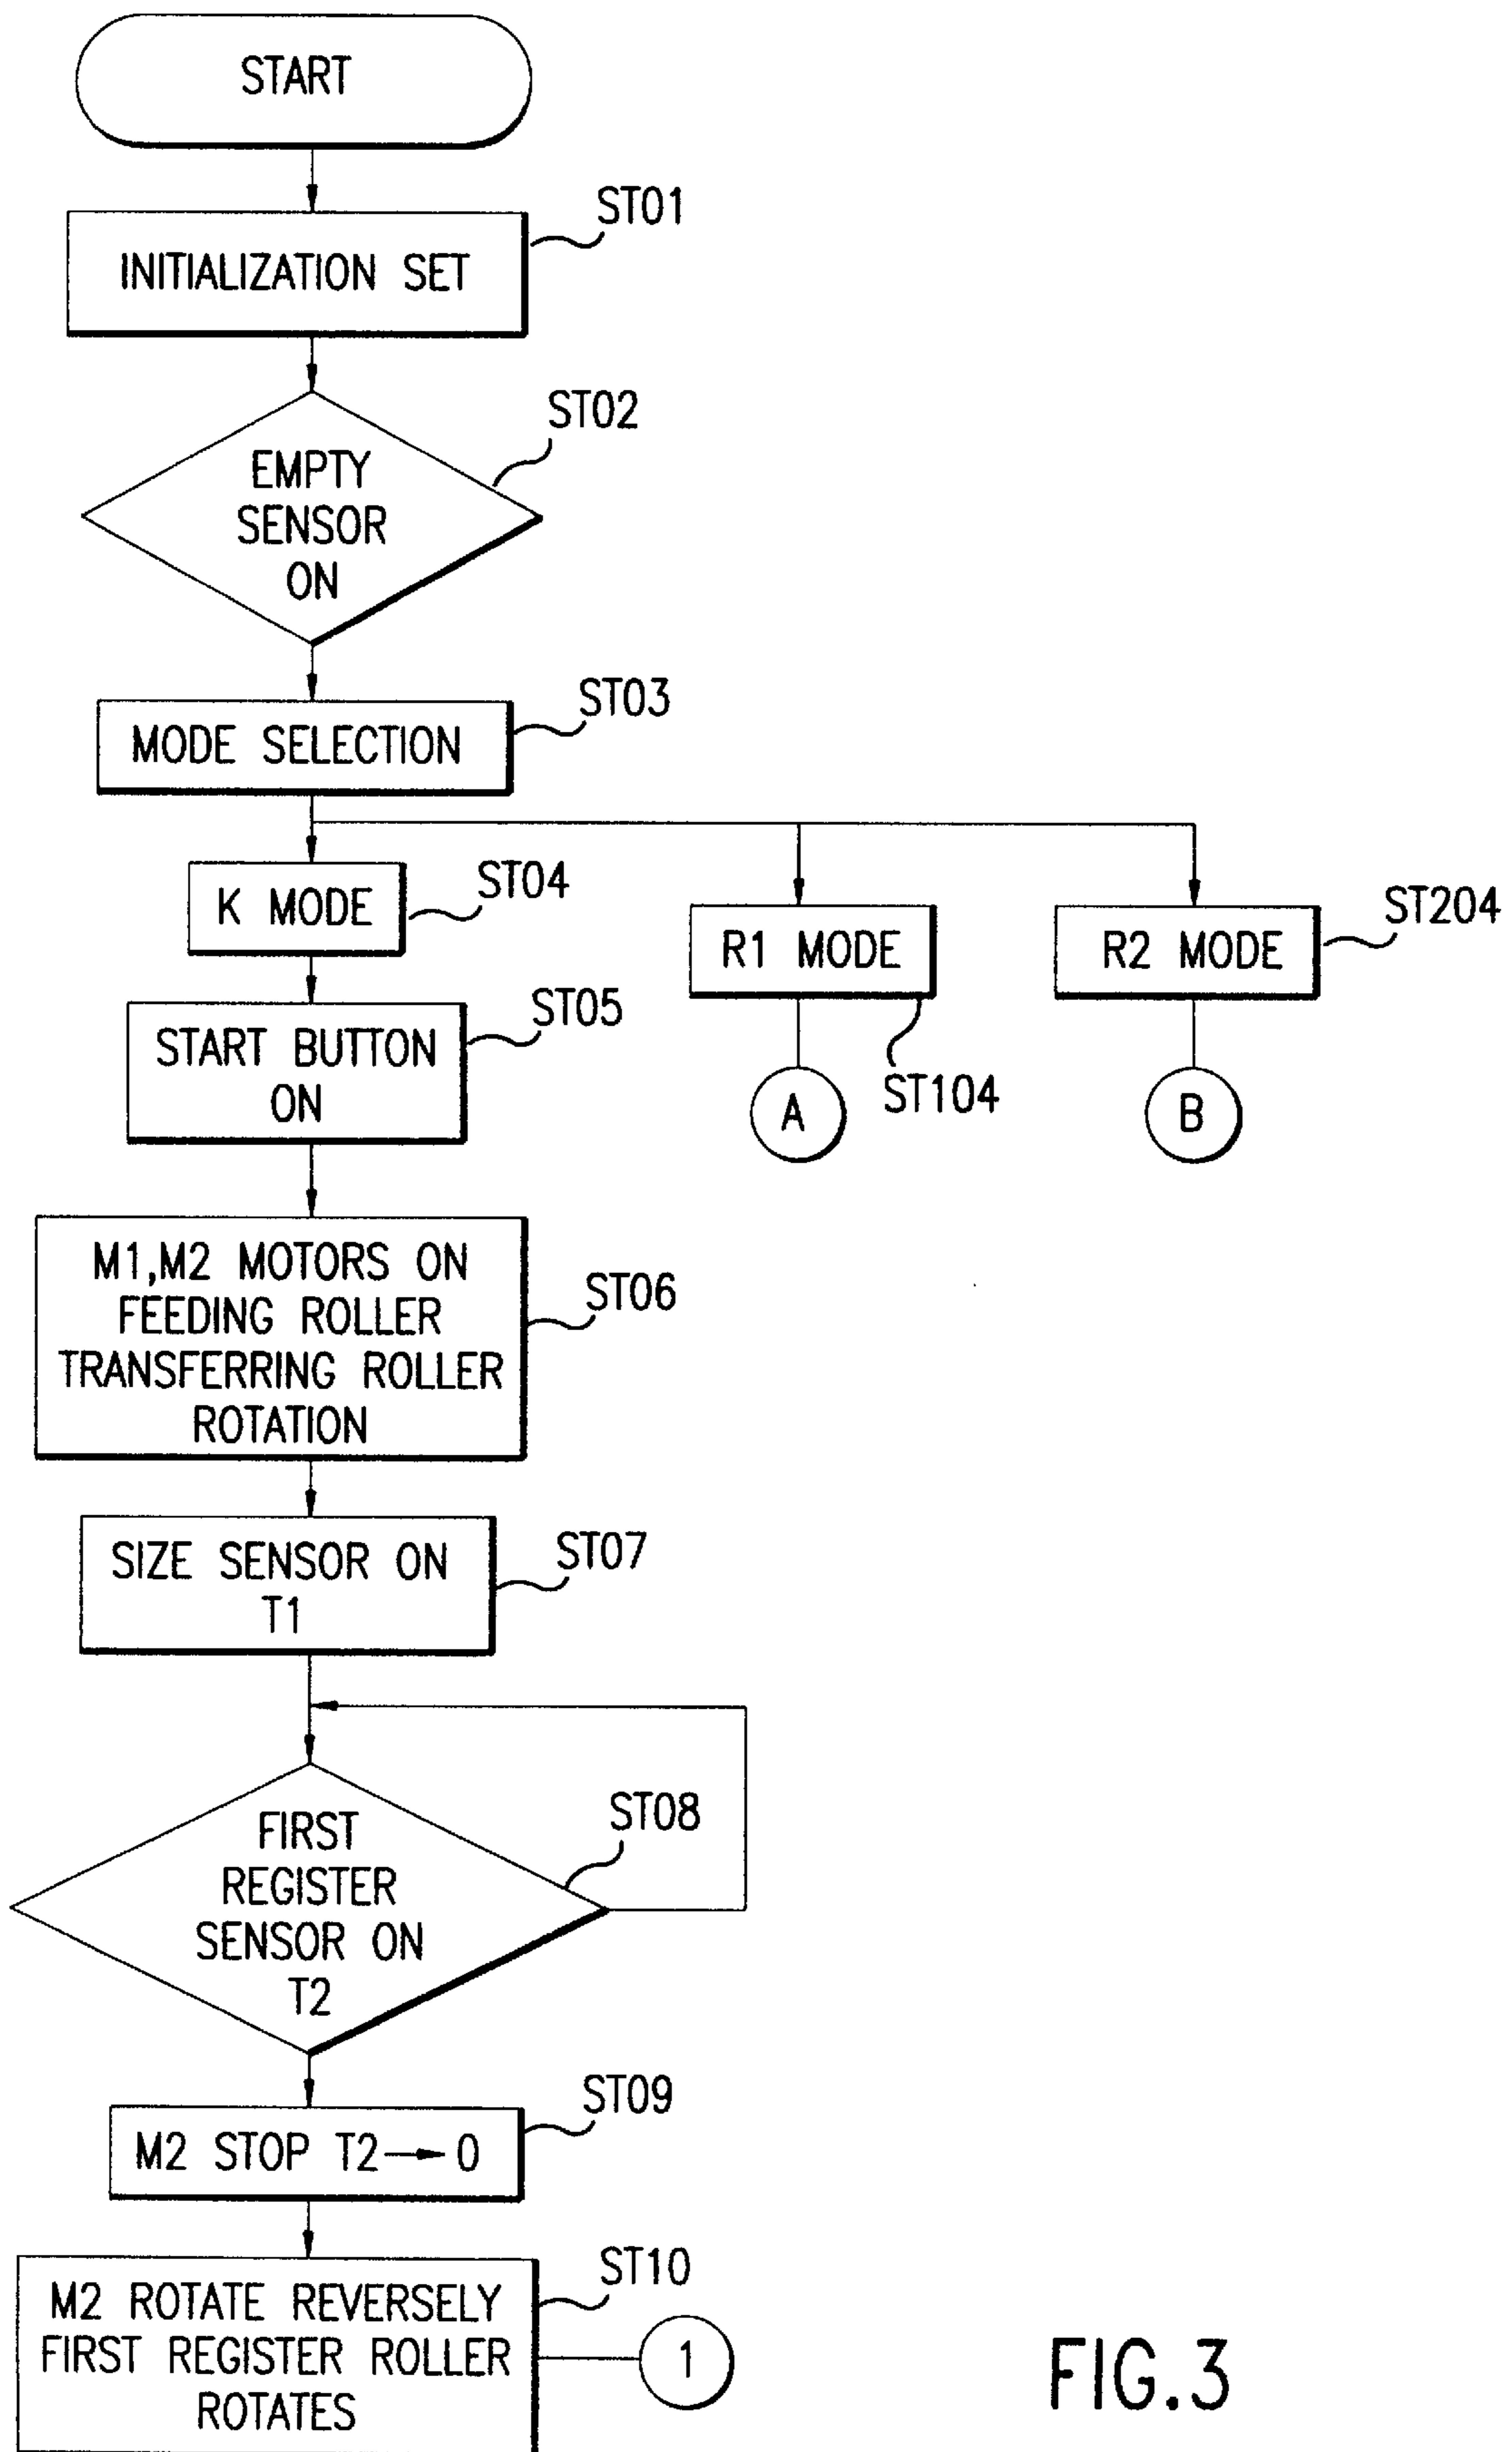 START
ST01
INITIALIZATION SET
ST02
EMPTY
SENSOR
ON
ST03
MODE SELECTION
ST04
K MODE
R1 MODE
ST104
R2 MODE
ST204
ST05
START BUTTON
ON
A
B
M1,M2 MOTORS ON
FEEDING ROLLER
TRANSFERRING ROLLER
ROTATION
ST06
SIZE SENSOR ON
T1
ST07
FIRST
REGISTER
SENSOR ON
T2
ST08
ST09
M2 STOP T2→0
ST10
M2 ROTATE REVERSELY
FIRST REGISTER ROLLER
ROTATES
1
FIG.3